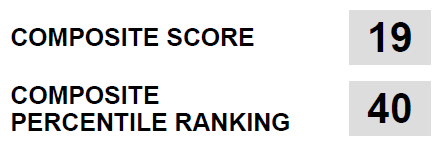 COMPOSITE SCORE 19
COMPOSITE
PERCENTILE RANKING 40